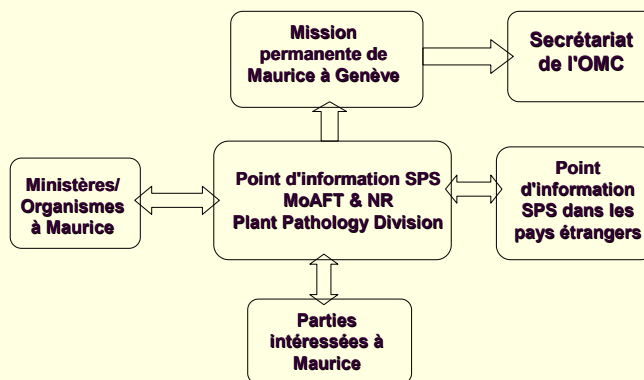 Mission
permanente de
Maurice à Genève
Secrétariat
de l'OMC
Ministères/
Organismes
à Maurice
Point d'information SPS
MoAFT & NR
Plant Pathology Division
Point
d'information
SPS dans les
pays étrangers
Parties
intéressées à
Maurice